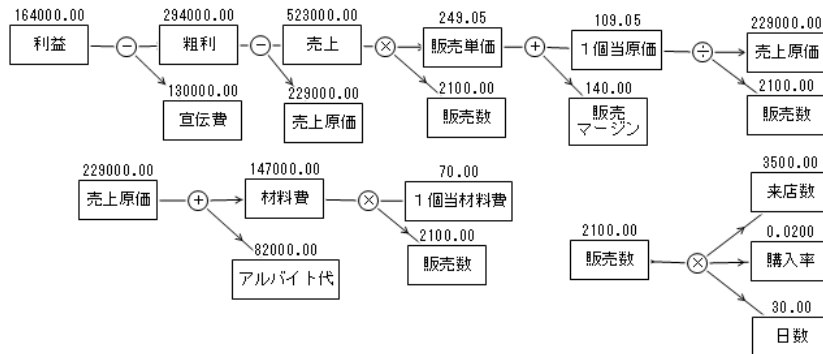 164000.00
利益
294000.00
粗利
523000.00
売上
249.05
販売単価
109.05
1個当原価
229000.00
売上原価
−
−
×
+
÷
130000.00
宣伝費
229000.00
売上原価
2100.00
販売数
140.00
販売
マージン
2100.00
販売数
229000.00
売上原価
+
147000.00
材料費
×
70.00
1個当材料費
82000.00
アルバイト代
2100.00
販売数
2100.00
販売数
×
3500.00
来店数
0.0200
購入率
30.00
日数